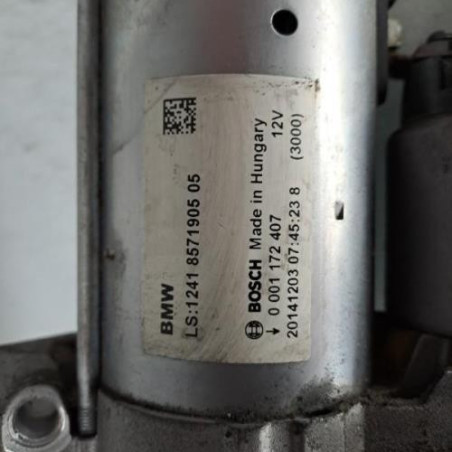 BMW
LS:1241 8571905 05
BOSCH Made in Hungary 12V
0 001 172 407 (3000)
20141203 07:45:23 8